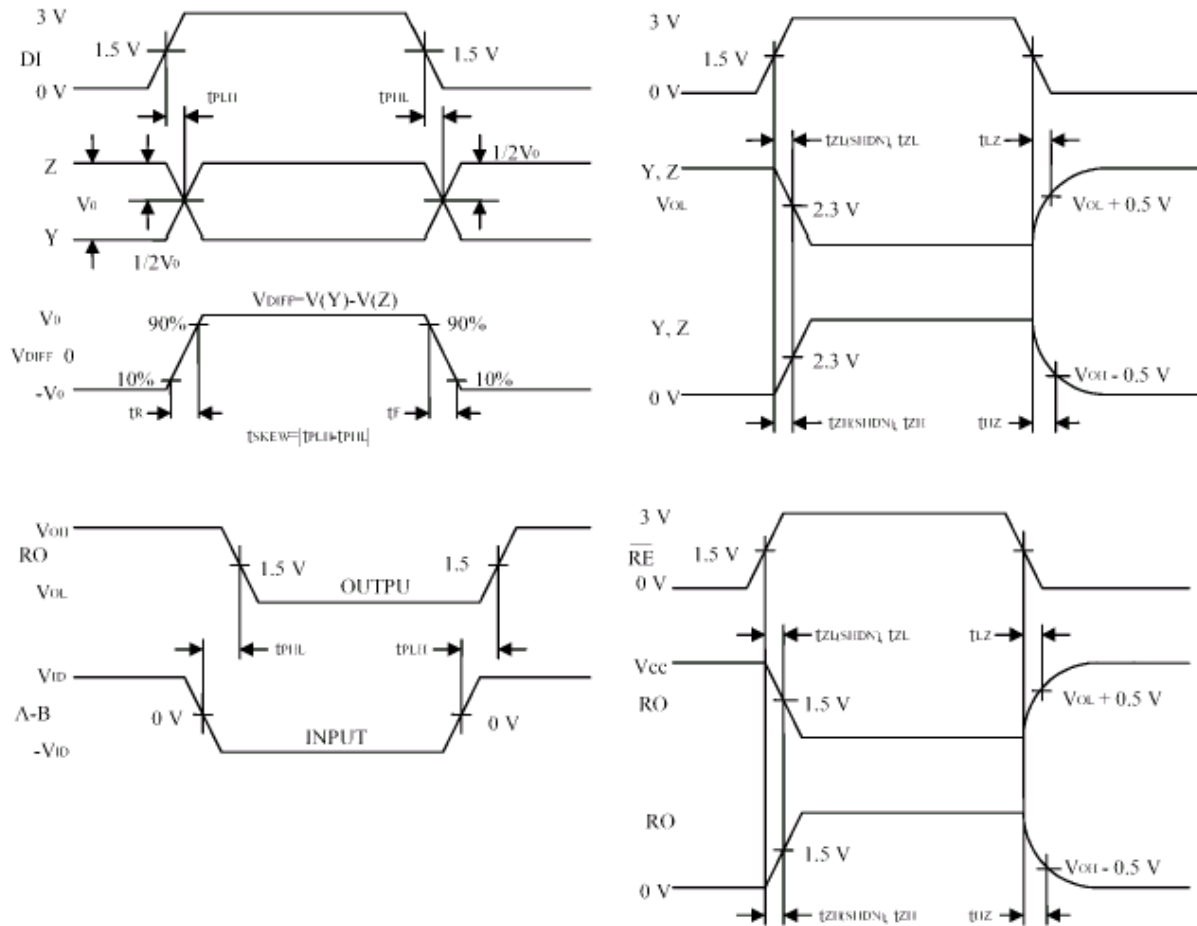 3 V
DI
1.5 V
1.5 V
0 V
tPLH
tPHL
Z
1/2V0
V0
Y
1/2V0
VDIFF=V(Y)-V(Z)
V0
90%
90%
VDIFF 0
10%
10%
-V0
tR
tF
tSKEW=|tPLH-tPHL|
3 V
1.5 V
0 V
tZL(SHDN), tZL
tLZ
Y, Z
VOL
2.3 V
VOL + 0.5 V
Y, Z
2.3 V
0 V
VOH - 0.5 V
tZH(SHDN), tZH
tHZ
VOH
RO
1.5 V
1.5
VOL
OUTPU
tPHL
tPLH
VID
A-B
0 V
0 V
INPUT
-VID
3 V
RE
1.5 V
0 V
tZL(SHDN), tZL
tLZ
Vcc
RO
1.5 V
VOL + 0.5 V
RO
1.5 V
0 V
VOH - 0.5 V
tZH(SHDN), tZH
tHZ